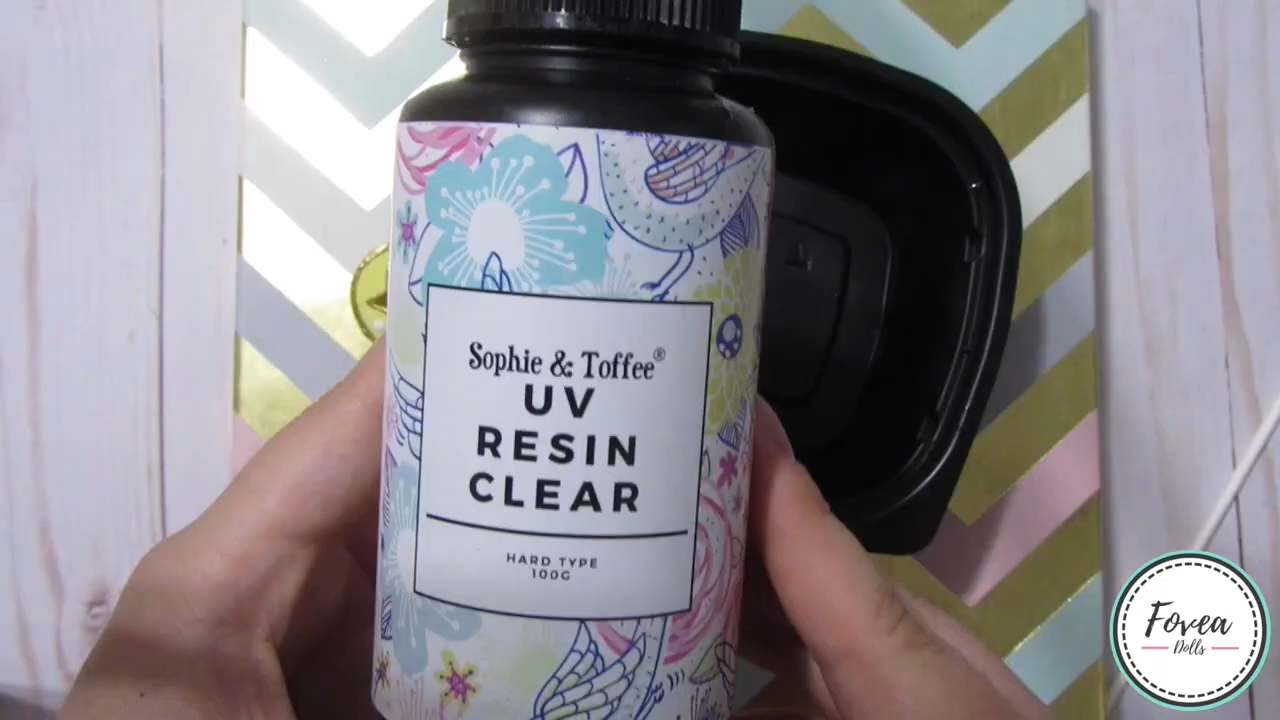 Sophie & Toffee®
UV
RESIN
CLEAR
HARD TYPE
100G
Fovea
Dolls